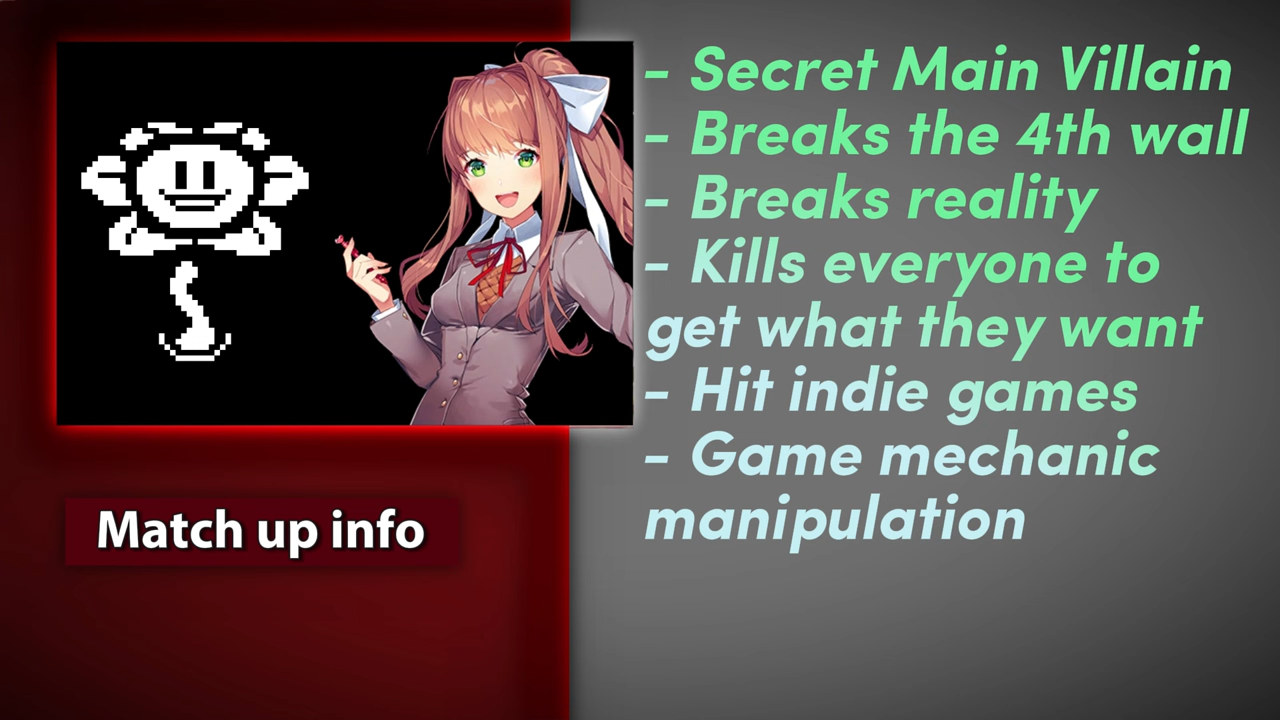 - Secret Main Villain
- Breaks the 4th wall
- Breaks reality
- Kills everyone to
get what they want
- Hit indie games
- Game mechanic
manipulation
Match up info